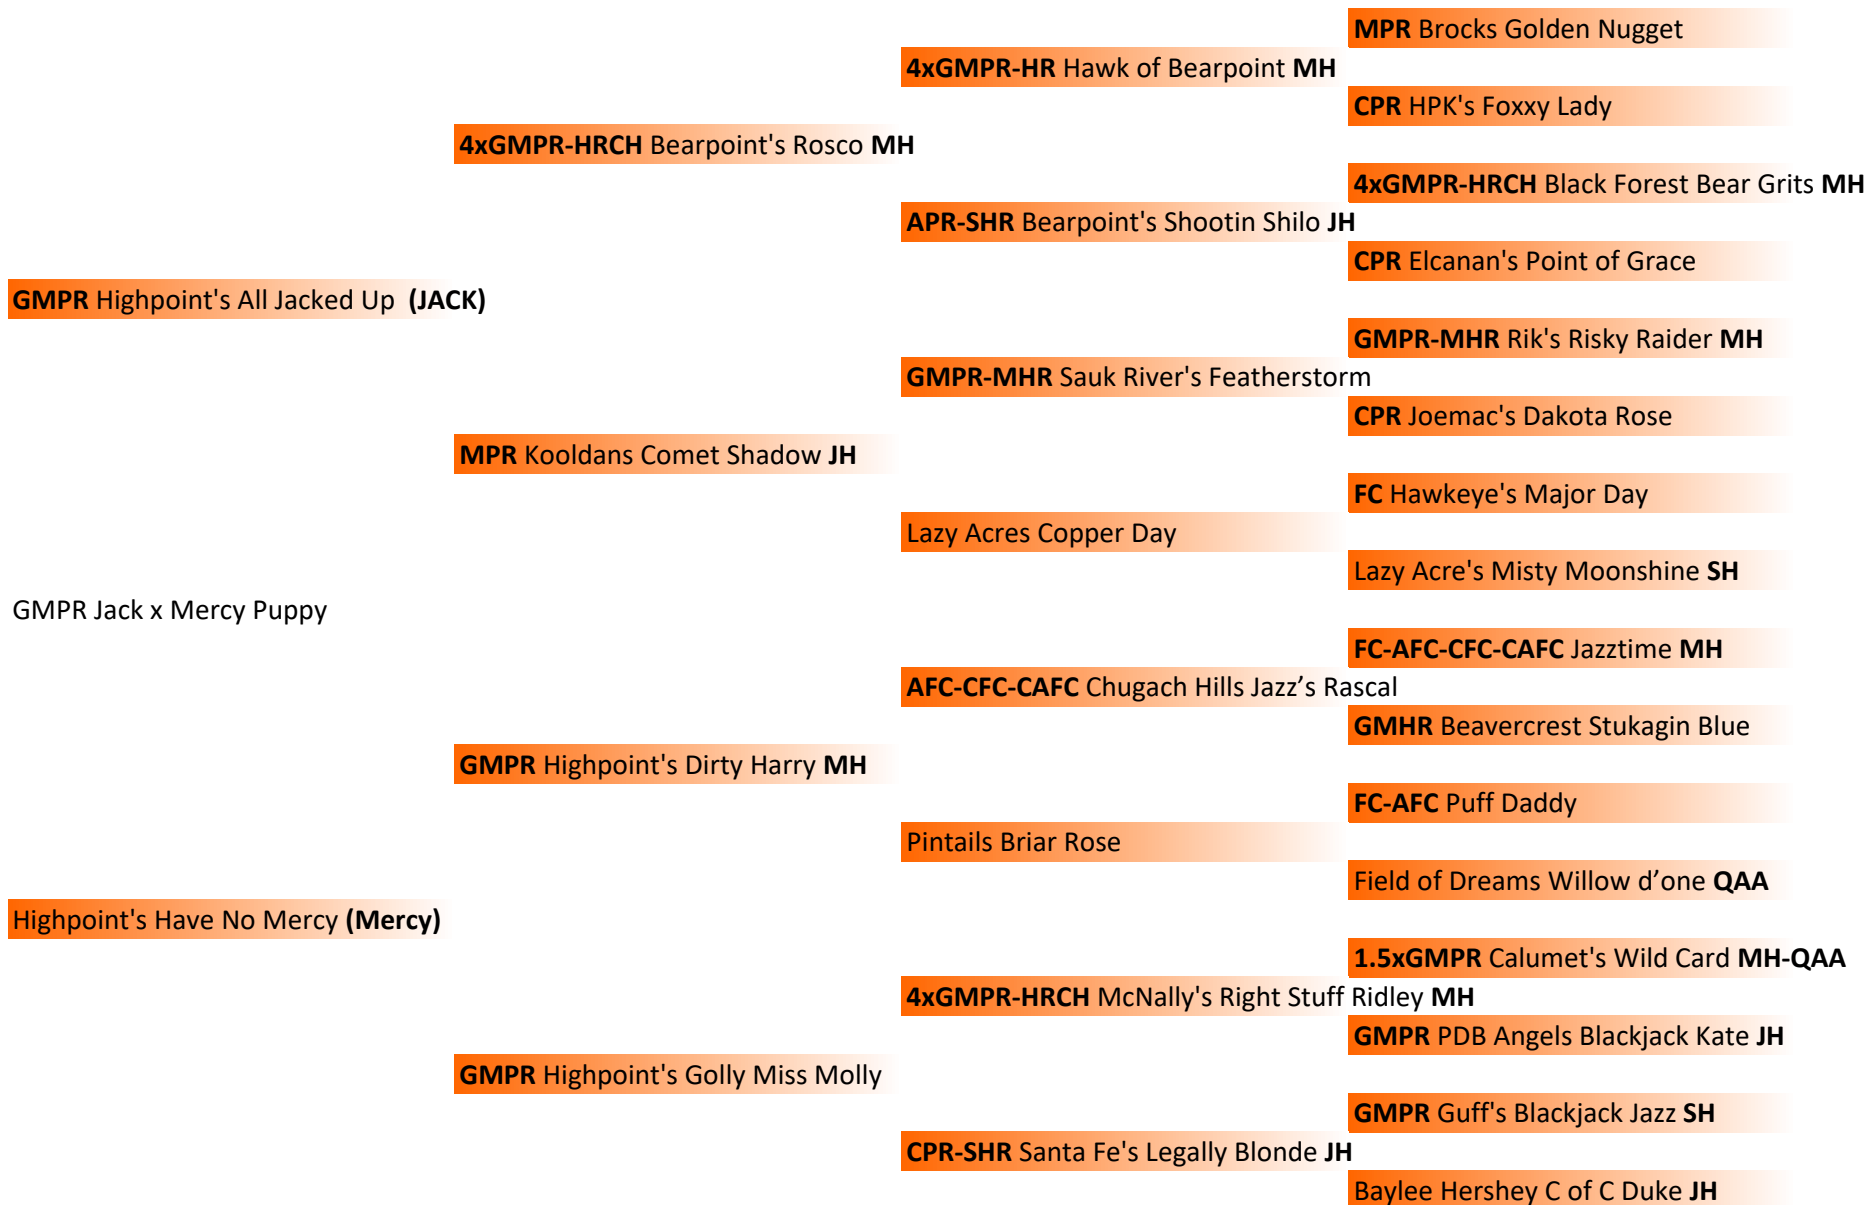 MPR Brocks Golden Nugget
4xGMPR-HR Hawk of Bearpoint MH
CPR HPK's Foxxy Lady
4xGMPR-HRCH Bearpoint's Rosco MH
4xGMPR-HRCH Black Forest Bear Grits MH
APR-SHR Bearpoint's Shootin Shilo JH
CPR Elcanan's Point of Grace
GMPR Highpoint's All Jacked Up (JACK)
GMPR-MHR Rik's Risky Raider MH
GMPR-MHR Sauk River's Featherstorm
CPR Joemac's Dakota Rose
MPR Kooldans Comet Shadow JH
FC Hawkeye's Major Day
Lazy Acres Copper Day
Lazy Acre's Misty Moonshine SH
GMPR Jack x Mercy Puppy
FC-AFC-CFC-CAFC Jazztime MH
AFC-CFC-CAFC Chugach Hills Jazz’s Rascal
GMHR Beavercrest Stukagin Blue
GMPR Highpoint's Dirty Harry MH
FC-AFC Puff Daddy
Pintails Briar Rose
Field of Dreams Willow d’one QAA
Highpoint's Have No Mercy (Mercy)
1.5xGMPR Calumet's Wild Card MH-QAA
4xGMPR-HRCH McNally's Right Stuff Ridley MH
GMPR PDB Angels Blackjack Kate JH
GMPR Highpoint's Golly Miss Molly
GMPR Guff's Blackjack Jazz SH
CPR-SHR Santa Fe's Legally Blonde JH
Baylee Hershey C of C Duke JH